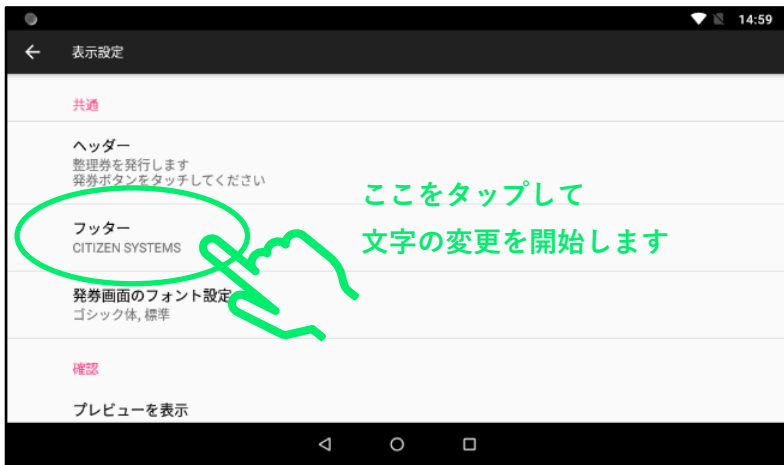 14:59
表示設定
共通
ヘッダー
整理券を発行します
発券ボタンをタッチしてください
ここをタップして
文字の変更を開始します
フッター
CITIZEN SYSTEMS
発券画面のフォント設定
ゴシック体, 標準
確認
プレビューを表示